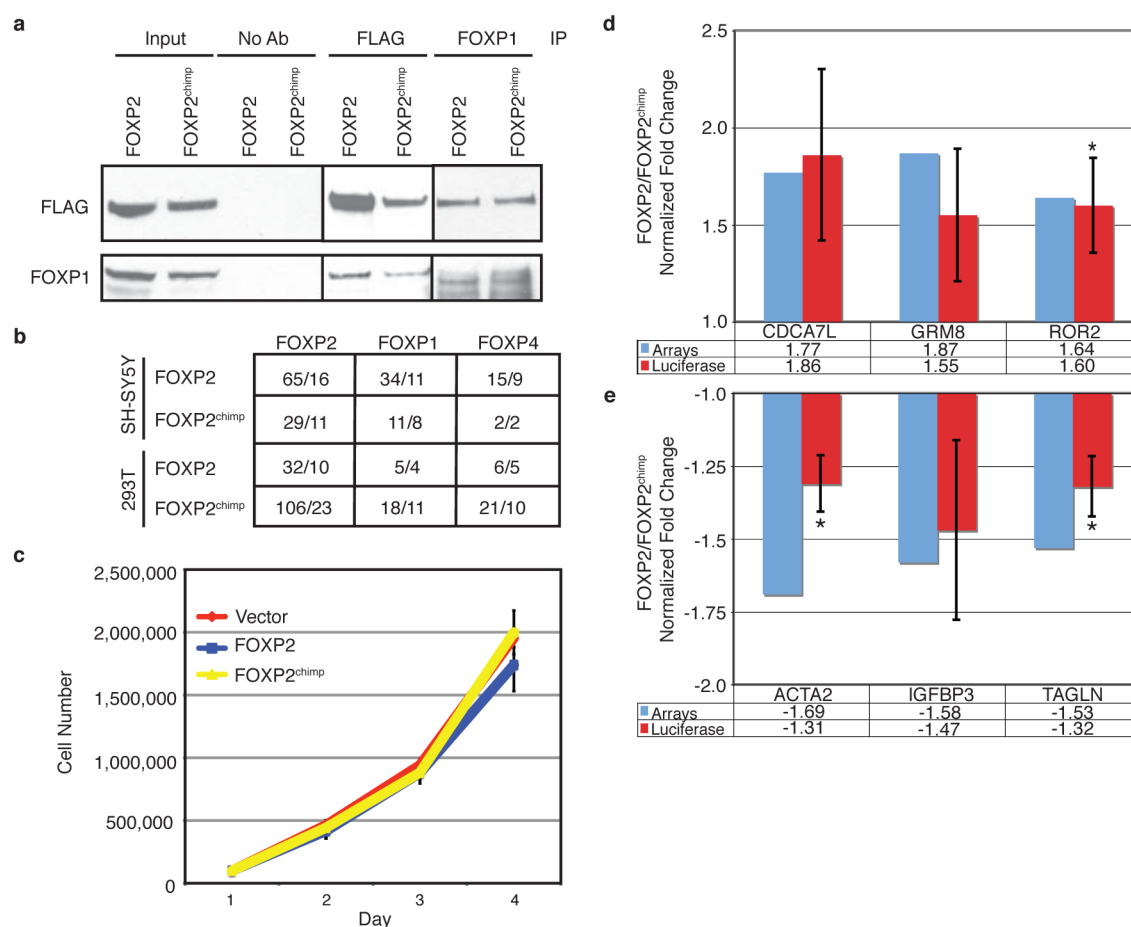 a
Input No Ab FLAG FOXP1 IP
FOXP2 FOXP2chimp FOXP2 FOXP2chimp FOXP2 FOXP2chimp FOXP2 FOXP2chimp
FLAG
FOXP1
b
FOXP2 FOXP1 FOXP4
SH-SY5Y
FOXP2 65/16 34/11 15/9
FOXP2chimp 29/11 11/8 2/2
293T
FOXP2 32/10 5/4 6/5
FOXP2chimp 106/23 18/11 21/10
c
Cell Number
2,500,000
2,000,000
1,500,000
1,000,000
500,000
0
Vector
FOXP2
FOXP2chimp
1 2 3 4
Day
d
FOXP2/FOXP2chimp
Normalized Fold Change
2.5
2.0
1.5
1.0
*
CDCA7L GRM8 ROR2
Arrays 1.77 1.87 1.64
Luciferase 1.86 1.55 1.60
e
FOXP2/FOXP2chimp
Normalized Fold Change
-1.0
-1.25
-1.5
-1.75
-2.0
* *
ACTA2 IGFBP3 TAGLN
Arrays -1.69 -1.58 -1.53
Luciferase -1.31 -1.47 -1.32